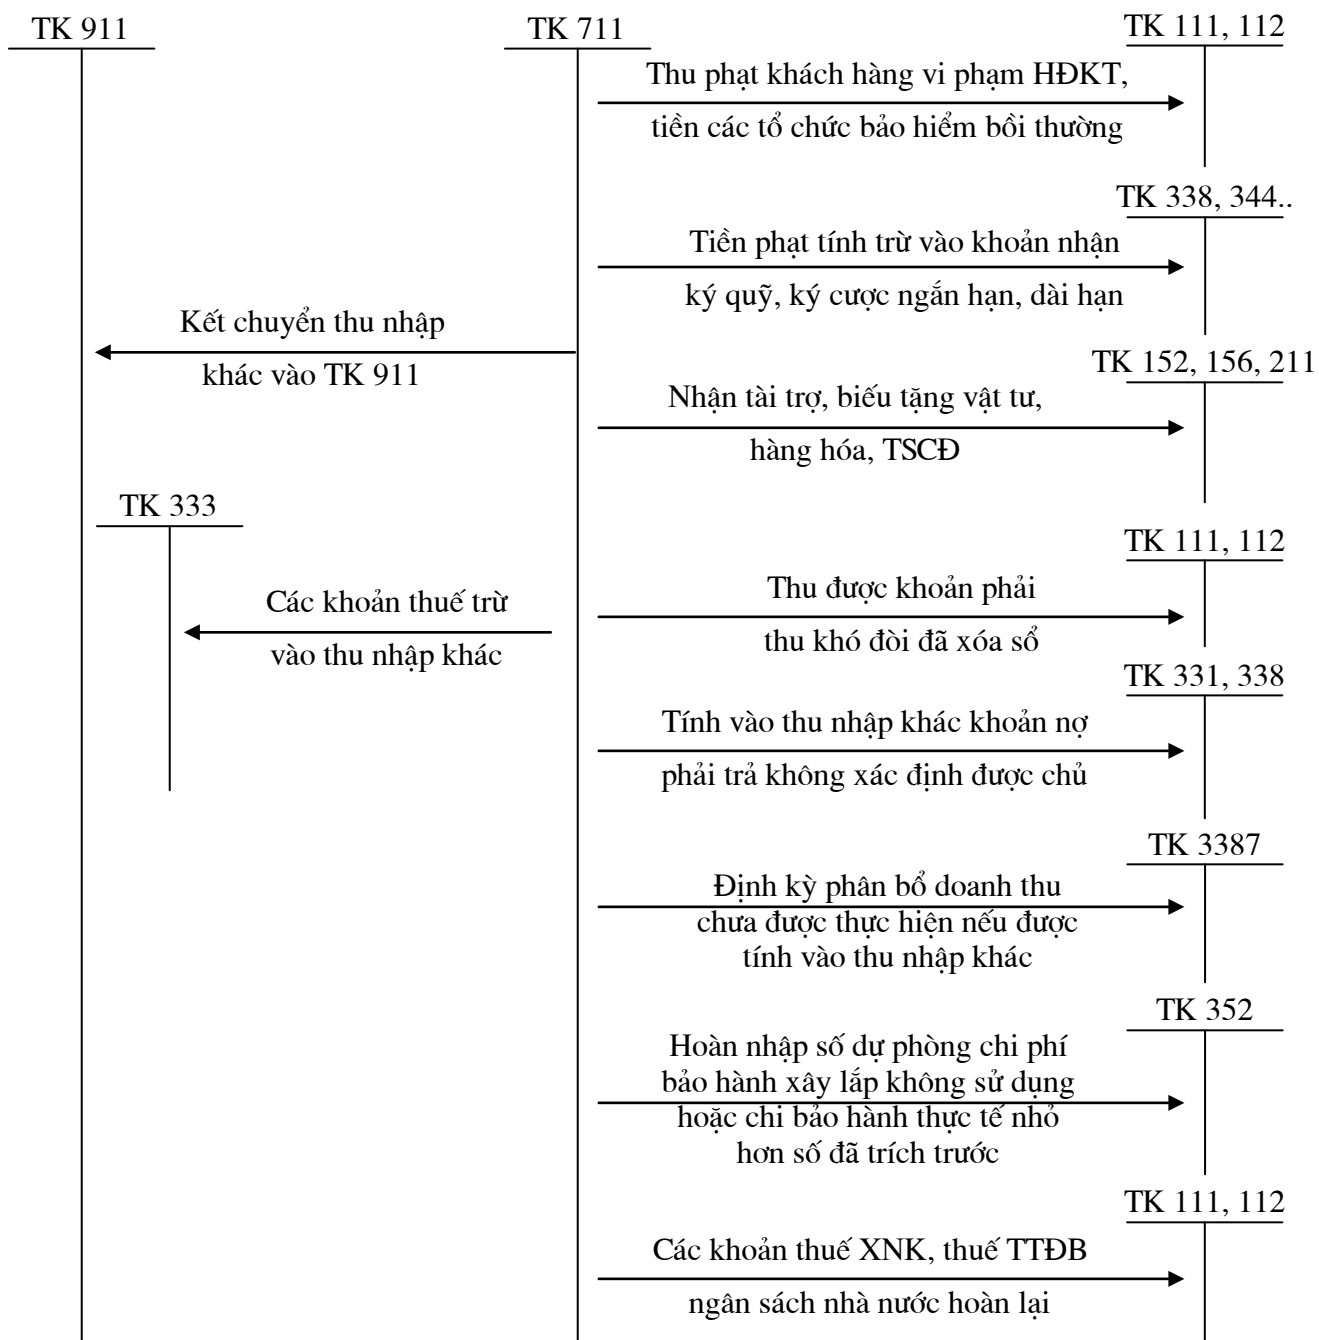 TK 911
TK 711
TK 111, 112
Thu phạt khách hàng vi phạm HĐKT,
tiền các tổ chức bảo hiểm bồi thường
TK 338, 344..
Tiền phạt tính trừ vào khoản nhận
ký quỹ, ký cược ngắn hạn, dài hạn
Kết chuyển thu nhập
khác vào TK 911
TK 152, 156, 211
Nhận tài trợ, biếu tặng vật tư,
hàng hóa, TSCĐ
TK 333
TK 111, 112
Thu được khoản phải
thu khó đòi đã xóa sổ
Các khoản thuế trừ
vào thu nhập khác
TK 331, 338
Tính vào thu nhập khác khoản nợ
phải trả không xác định được chủ
TK 3387
Định kỳ phân bổ doanh thu
chưa được thực hiện nếu được
tính vào thu nhập khác
TK 352
Hoàn nhập số dự phòng chi phí
bảo hành xây lắp không sử dụng
hoặc chi bảo hành thực tế nhỏ
hơn số đã trích trước
TK 111, 112
Các khoản thuế XNK, thuế TTĐB
ngân sách nhà nước hoàn lại